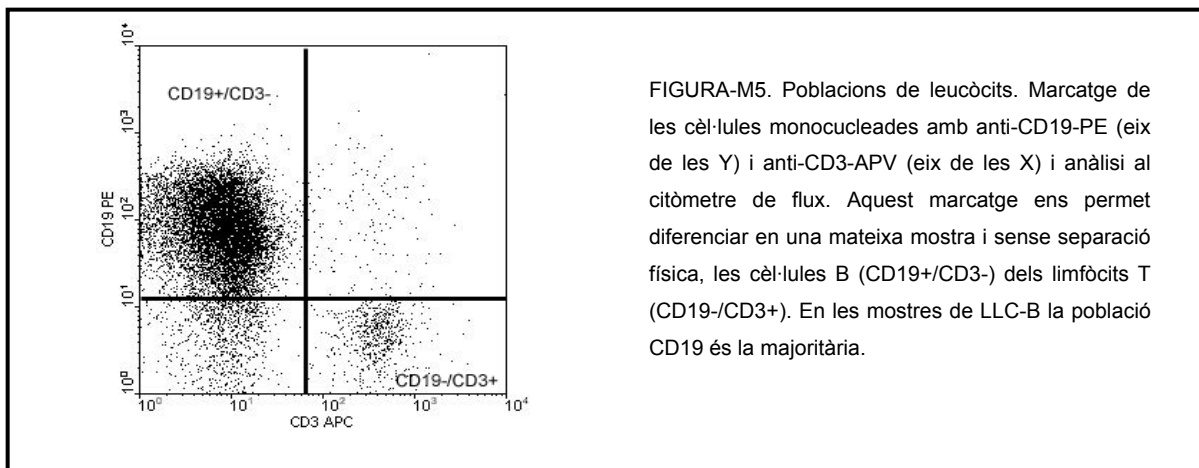 10⁴
CD19+/CD3-
10³
CD19 PE
10²
10¹
10⁰
CD19-/CD3+
10⁰ 10¹ 10² 10³ 10⁴
CD3 APC
FIGURA-M5. Poblacions de leucòcits. Marcatge de
les cèl·lules monocucleades amb anti-CD19-PE (eix
de les Y) i anti-CD3-APV (eix de les X) i anàlisi al
citòmetre de flux. Aquest marcatge ens permet
diferenciar en una mateixa mostra i sense separació
física, les cèl·lules B (CD19+/CD3-) dels limfòcits T
(CD19-/CD3+). En les mostres de LLC-B la població
CD19 és la majoritària.